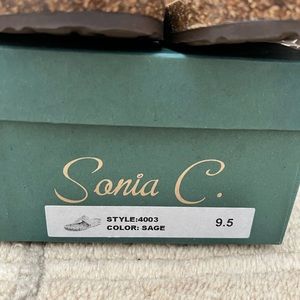 Sonia C.
STYLE:4003
COLOR: SAGE
9.5